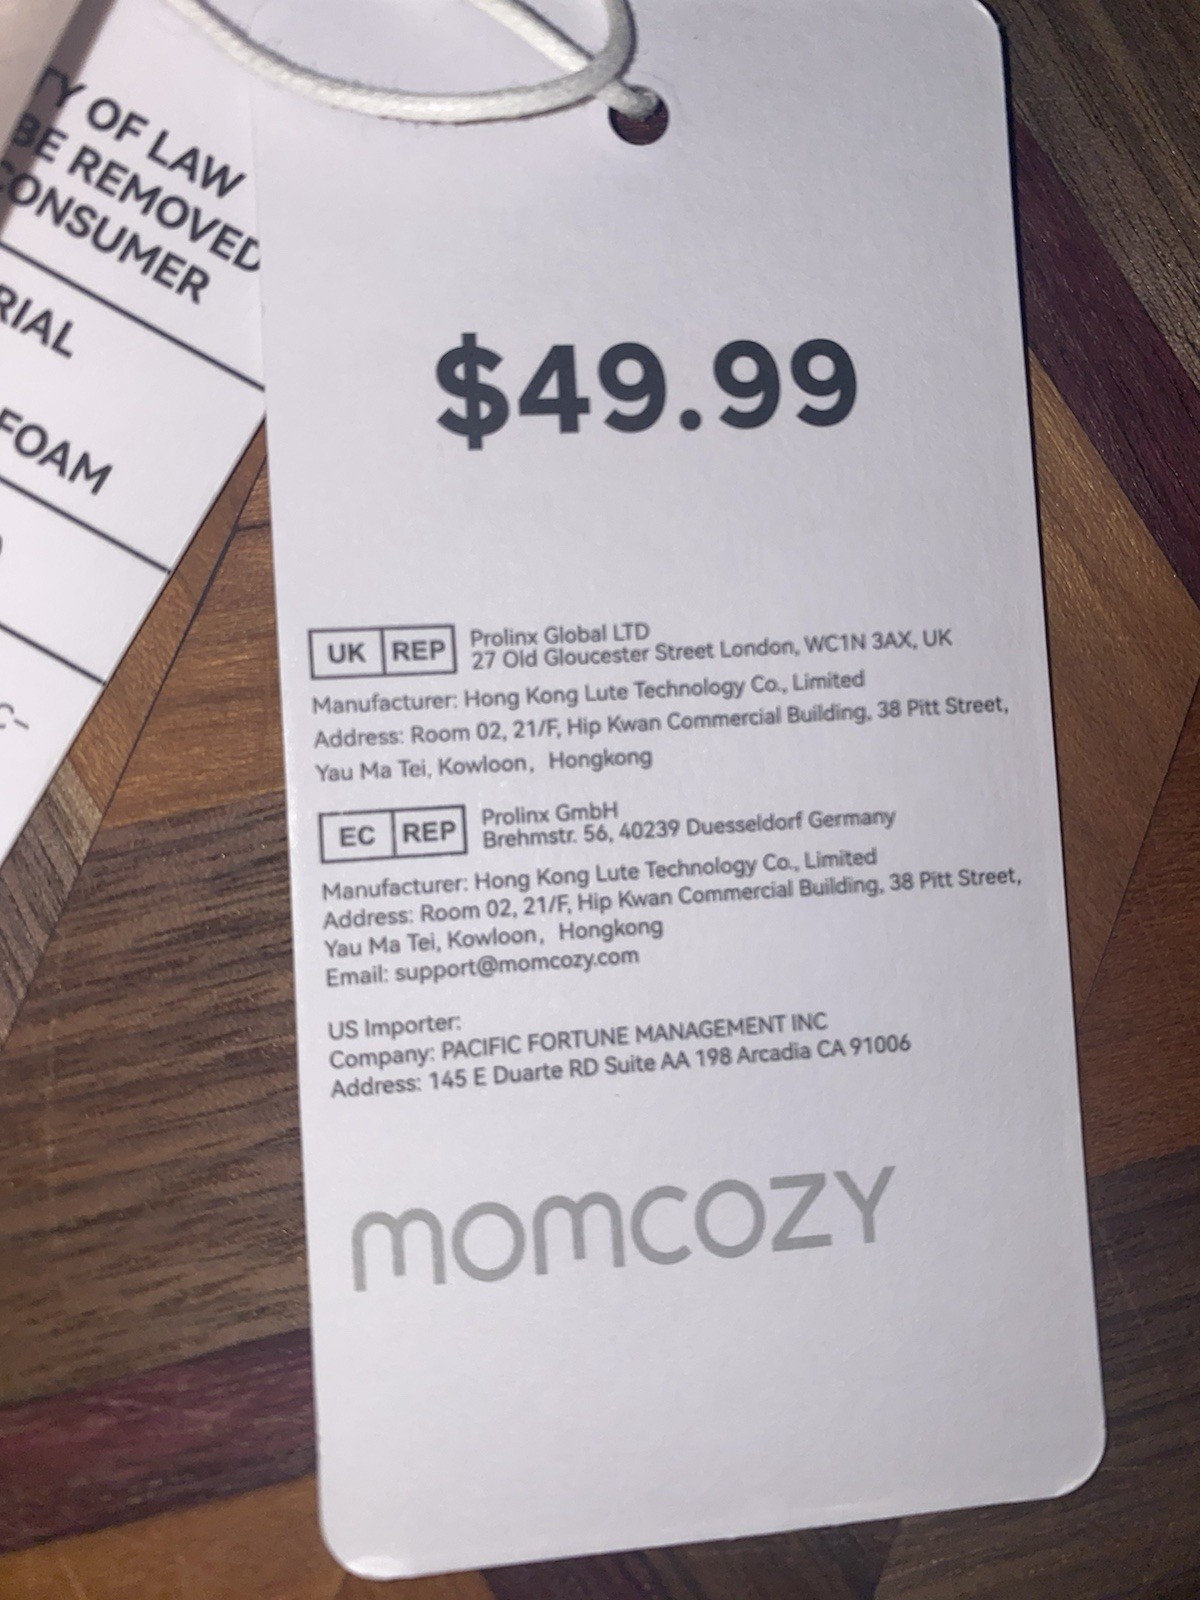 OF LAW
BE REMOVED
CONSUMER
FOAM
$49.99
UK REP
Prolinx Global LTD
27 Old Gloucester Street London, WC1N 3AX, UK
Manufacturer: Hong Kong Lute Technology Co., Limited
Address: Room 02, 21/F, Hip Kwan Commercial Building, 38 Pitt Street,
Yau Ma Tei, Kowloon, Hongkong
EC REP
Prolinx GmbH
Brehmstr. 56, 40239 Duesseldorf Germany
Manufacturer: Hong Kong Lute Technology Co., Limited
Address: Room 02, 21/F, Hip Kwan Commercial Building, 38 Pitt Street,
Yau Ma Tei, Kowloon, Hongkong
Email: support@momcozy.com
US Importer:
Company: PACIFIC FORTUNE MANAGEMENT INC
Address: 145 E Duarte RD Suite AA 198 Arcadia CA 91006
momcozy